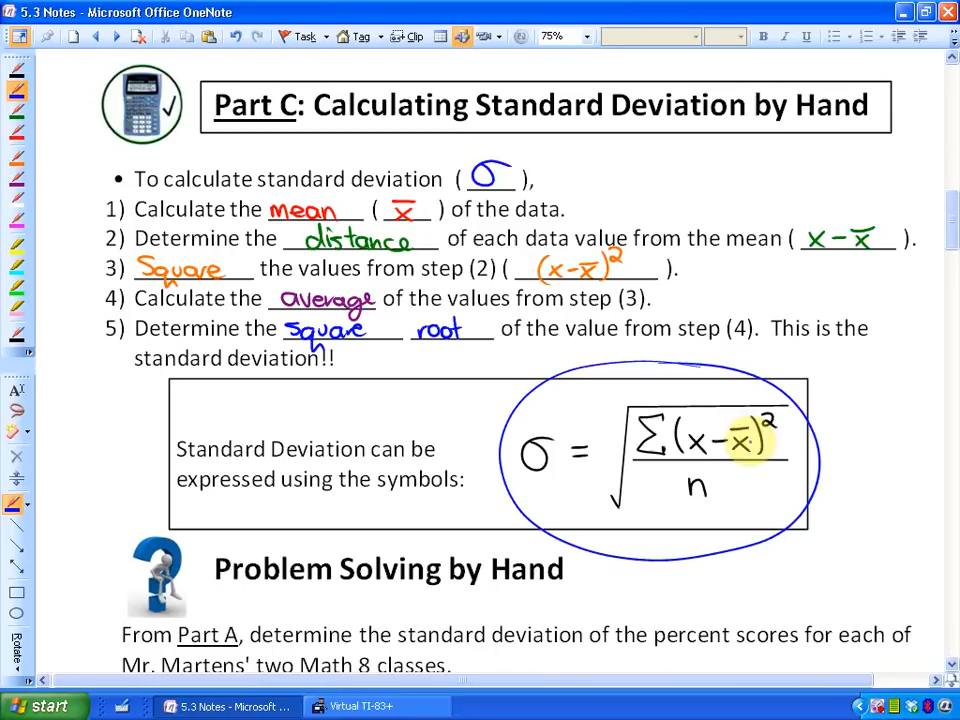 5.3 Notes - Microsoft Office OneNote
Task Tag Clip 75% B I U
Part C: Calculating Standard Deviation by Hand
• To calculate standard deviation ( σ ),
1) Calculate the mean ( x̄ ) of the data.
2) Determine the distance of each data value from the mean ( x - x̄ ).
3) Square the values from step (2) ( (x-x̄)² ).
4) Calculate the average of the values from step (3).
5) Determine the square root of the value from step (4). This is the
standard deviation!!
Standard Deviation can be
expressed using the symbols:
σ = √(Σ(x-x̄)² / n)
Problem Solving by Hand
From Part A, determine the standard deviation of the percent scores for each of
Mr. Martens' two Math 8 classes.
Rotate
start 5.3 Notes - Microsoft ... Virtual TI-83+